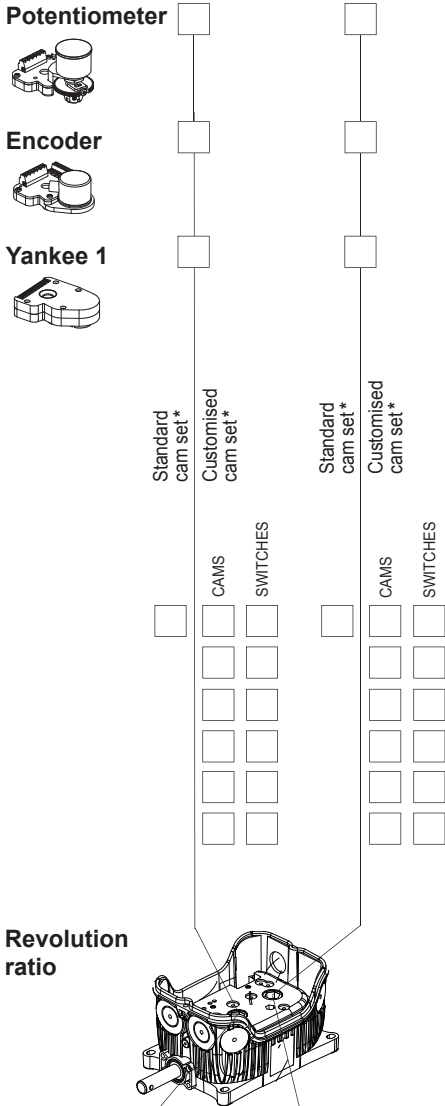 Potentiometer
Encoder
Yankee 1
Standard
cam set*
Customised
cam set*
CAMS
SWITCHES
Standard
cam set*
Customised
cam set*
CAMS
SWITCHES
Revolution
ratio